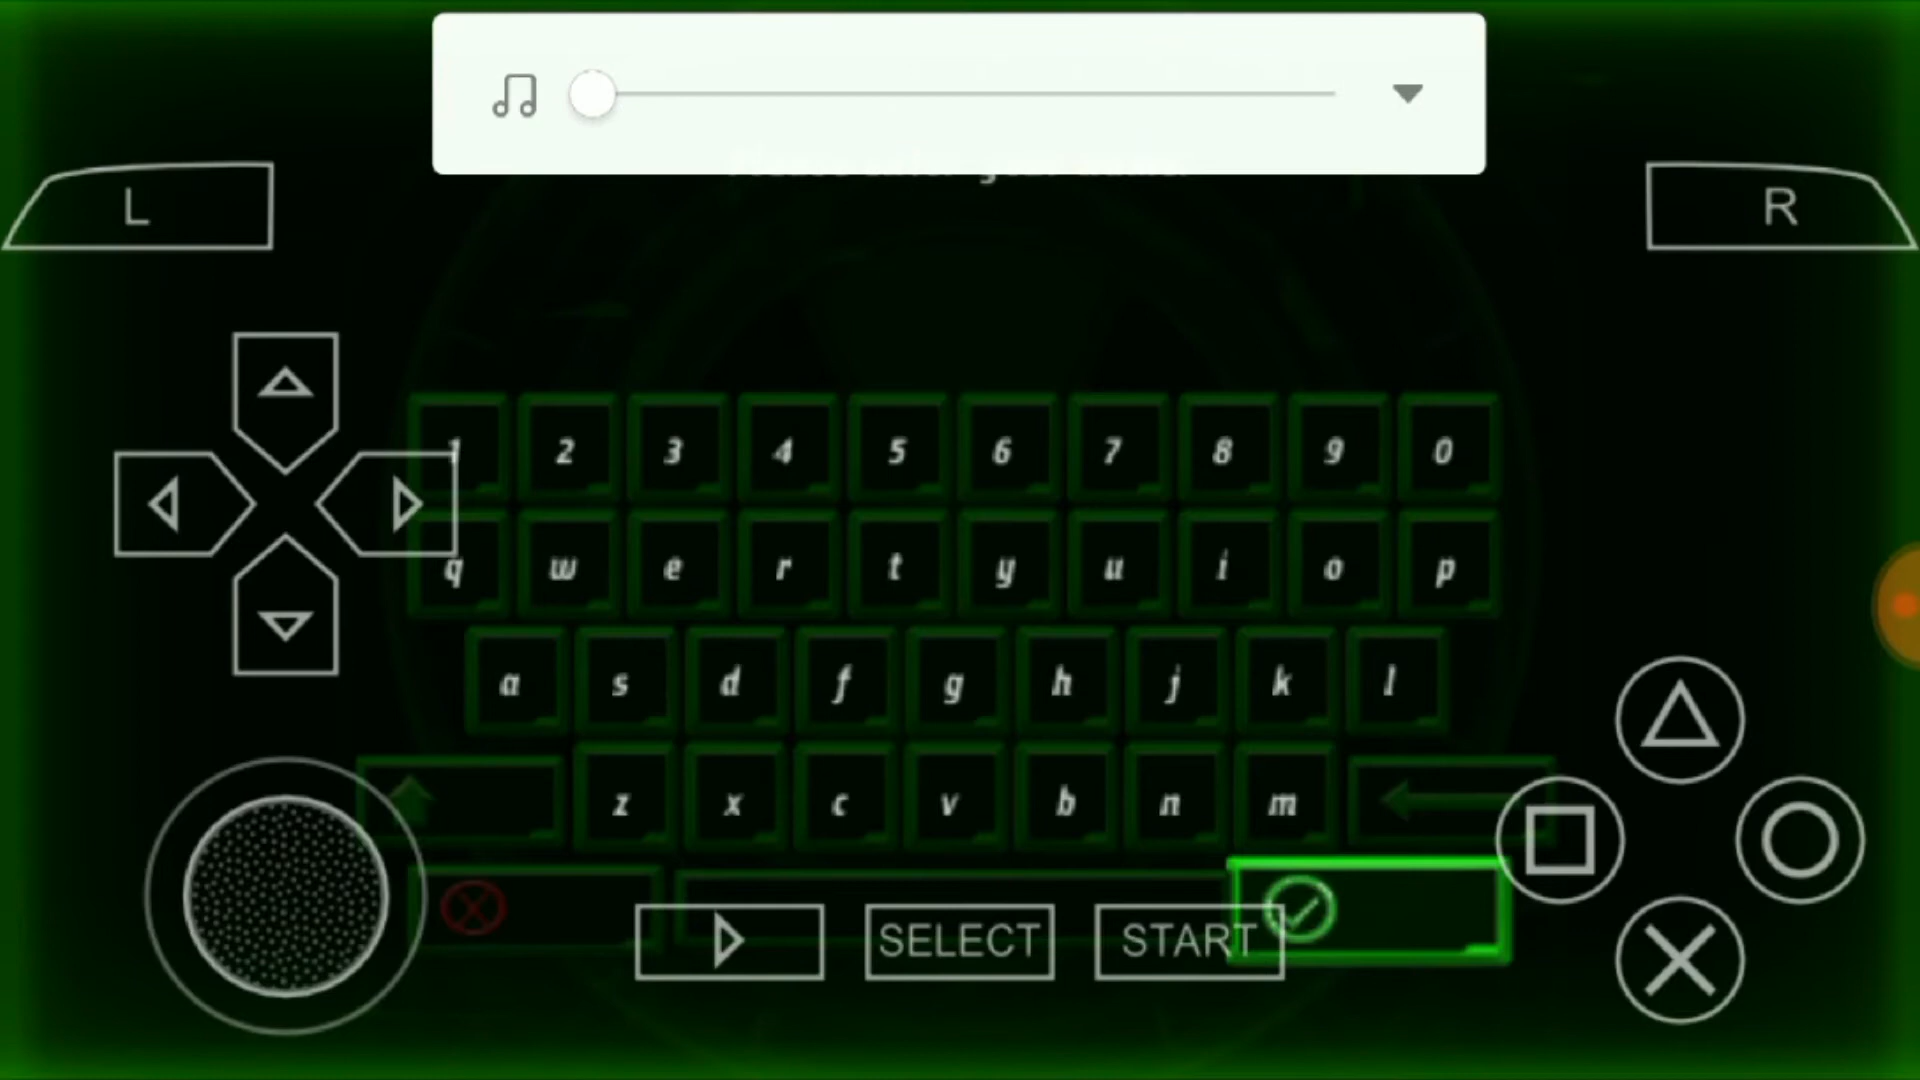 L
R
1 2 3 4 5 6 7 8 9 0
q w e r t y u i o p
a s d f g h j k l
z x c v b n m
SELECT START